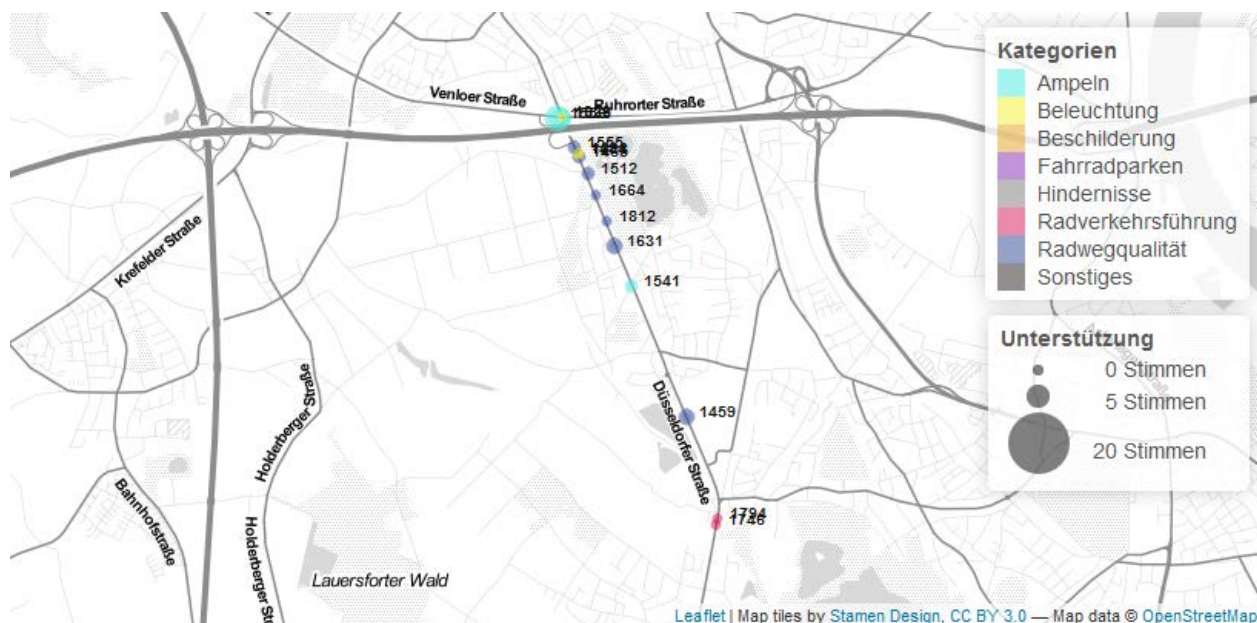 Venloer Straße
Ruhrorter Straße
1555
1512
1664
1812
1631
1541
1459
1794
1746
Krefelder Straße
Holderberger Straße
Düsseldorfer Straße
Bahnhofstraße
Holderberger Str
Lauersforter Wald
Kategorien
Ampeln
Beleuchtung
Beschilderung
Fahrradparken
Hindernisse
Radverkehrsführung
Radwegqualität
Sonstiges
Unterstützung
0 Stimmen
5 Stimmen
20 Stimmen
Leaflet | Map tiles by Stamen Design, CC BY 3.0 — Map data © OpenStreetMap